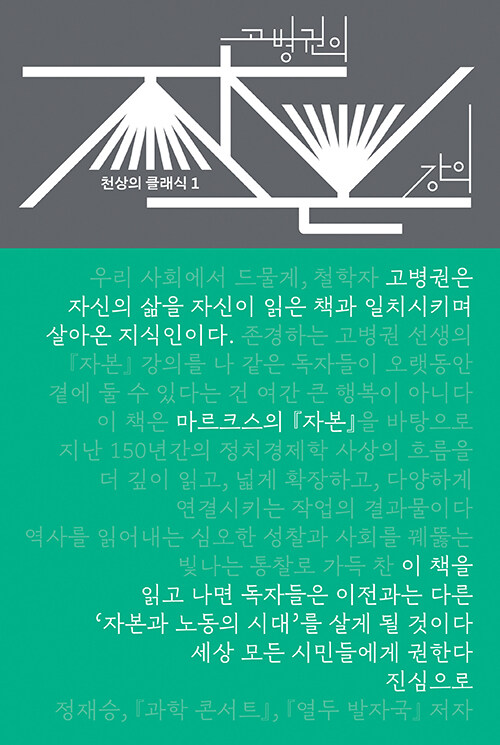 고병권의
자본
강의
천상의 클래식 1
우리 사회에서 드물게, 철학자 고병권은
자신의 삶을 자신이 읽은 책과 일치시키며
살아온 지식인이다. 존경하는 고병권 선생의
『자본』 강의를 나 같은 독자들이 오랫동안
곁에 둘 수 있다는 건 여간 큰 행복이 아니다
이 책은 마르크스의 『자본』을 바탕으로
지난 150년간의 정치경제학 사상의 흐름을
더 깊이 읽고, 넓게 확장하고, 다양하게
연결시키는 작업의 결과물이다
역사를 읽어내는 심오한 성찰과 사회를 꿰뚫는
빛나는 통찰로 가득 찬 이 책을
읽고 나면 독자들은 이전과는 다른
‘자본과 노동의 시대’를 살게 될 것이다
세상 모든 시민들에게 권한다
진심으로
정재승, 『과학 콘서트』, 『열두 발자국』 저자